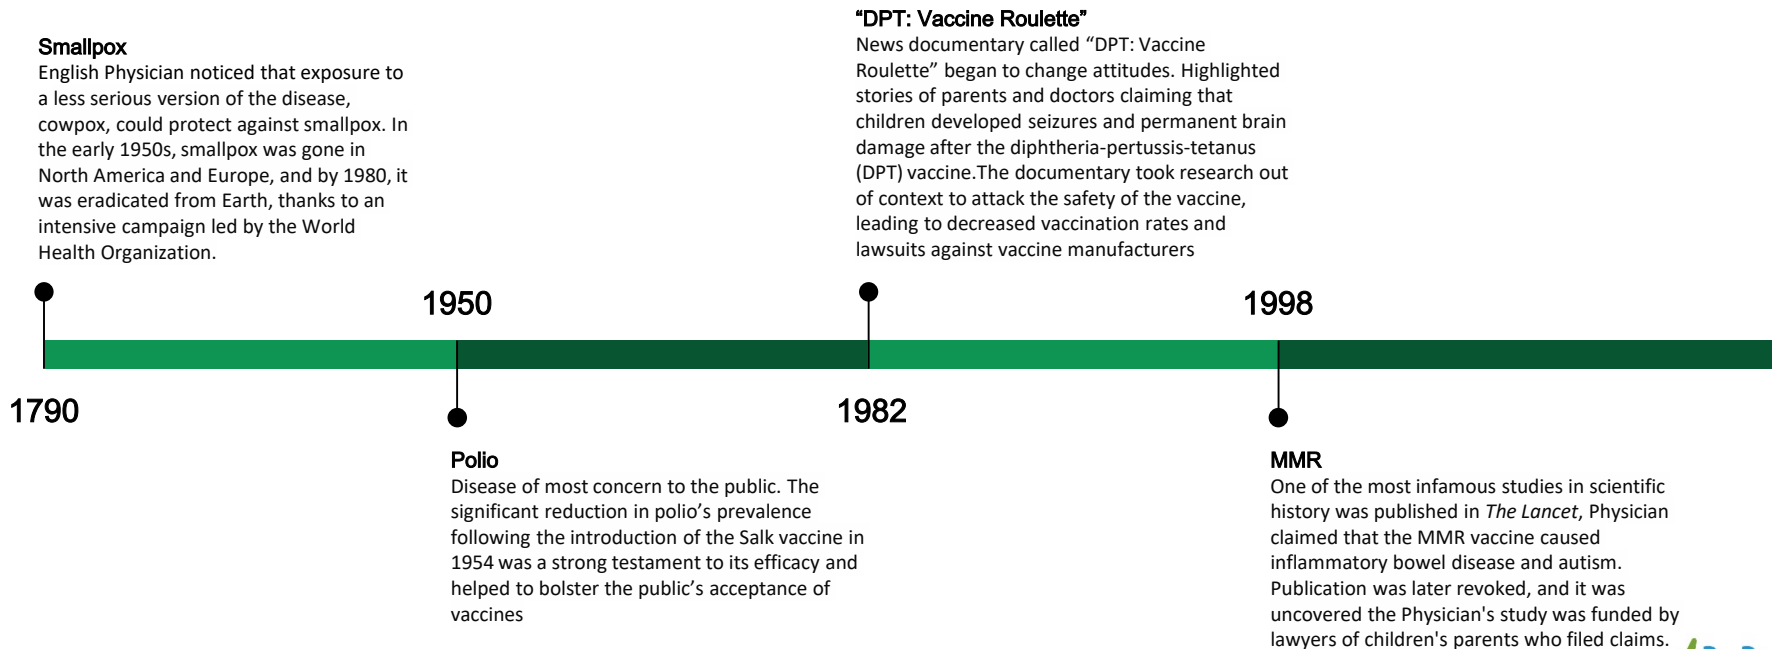 Smallpox
English Physician noticed that exposure to
a less serious version of the disease,
cowpox, could protect against smallpox. In
the early 1950s, smallpox was gone in
North America and Europe, and by 1980, it
was eradicated from Earth, thanks to an
intensive campaign led by the World
Health Organization.
“DPT: Vaccine Roulette”
News documentary called “DPT: Vaccine
Roulette” began to change attitudes. Highlighted
stories of parents and doctors claiming that
children developed seizures and permanent brain
damage after the diphtheria-pertussis-tetanus
(DPT) vaccine.The documentary took research out
of context to attack the safety of the vaccine,
leading to decreased vaccination rates and
lawsuits against vaccine manufacturers
1950
1998
1790
1982
Polio
Disease of most concern to the public. The
significant reduction in polio’s prevalence
following the introduction of the Salk vaccine in
1954 was a strong testament to its efficacy and
helped to bolster the public’s acceptance of
vaccines
MMR
One of the most infamous studies in scientific
history was published in The Lancet, Physician
claimed that the MMR vaccine caused
inflammatory bowel disease and autism.
Publication was later revoked, and it was
uncovered the Physician's study was funded by
lawyers of children's parents who filed claims.